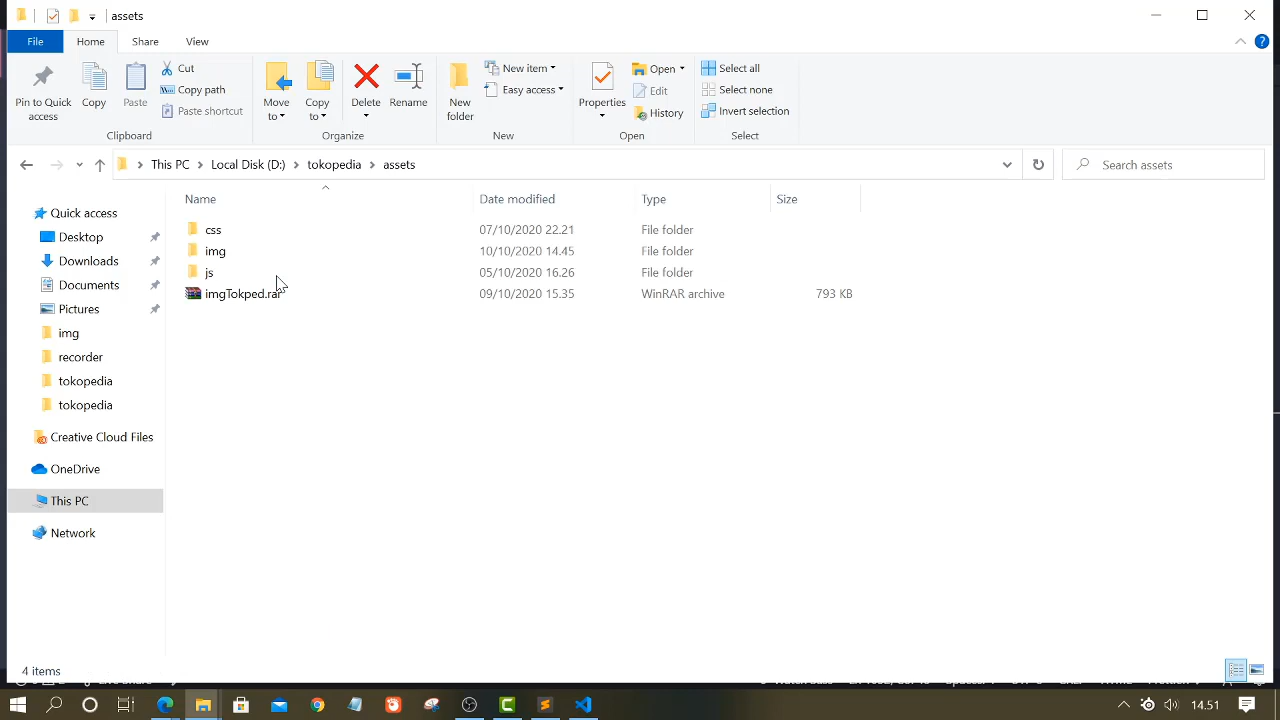 assets
File Home Share View
Pin to Quick access
Copy
Paste
Cut
Copy path
Paste shortcut
Clipboard
Move to
Copy to
Delete
Rename
Organize
New folder
New item
Easy access
New
Properties
Open
Edit
History
Open
Select all
Select none
Invert selection
Select
This PC Local Disk (D:) tokopedia assets
Search assets
Name Date modified Type Size
css 07/10/2020 22.21 File folder
img 10/10/2020 14.45 File folder
js 05/10/2020 16.26 File folder
imgTokped.rar 09/10/2020 15.35 WinRAR archive 793 KB
Quick access
Desktop
Downloads
Documents
Pictures
img
recorder
tokopedia
tokopedia
Creative Cloud Files
OneDrive
This PC
Network
4 items
14.51